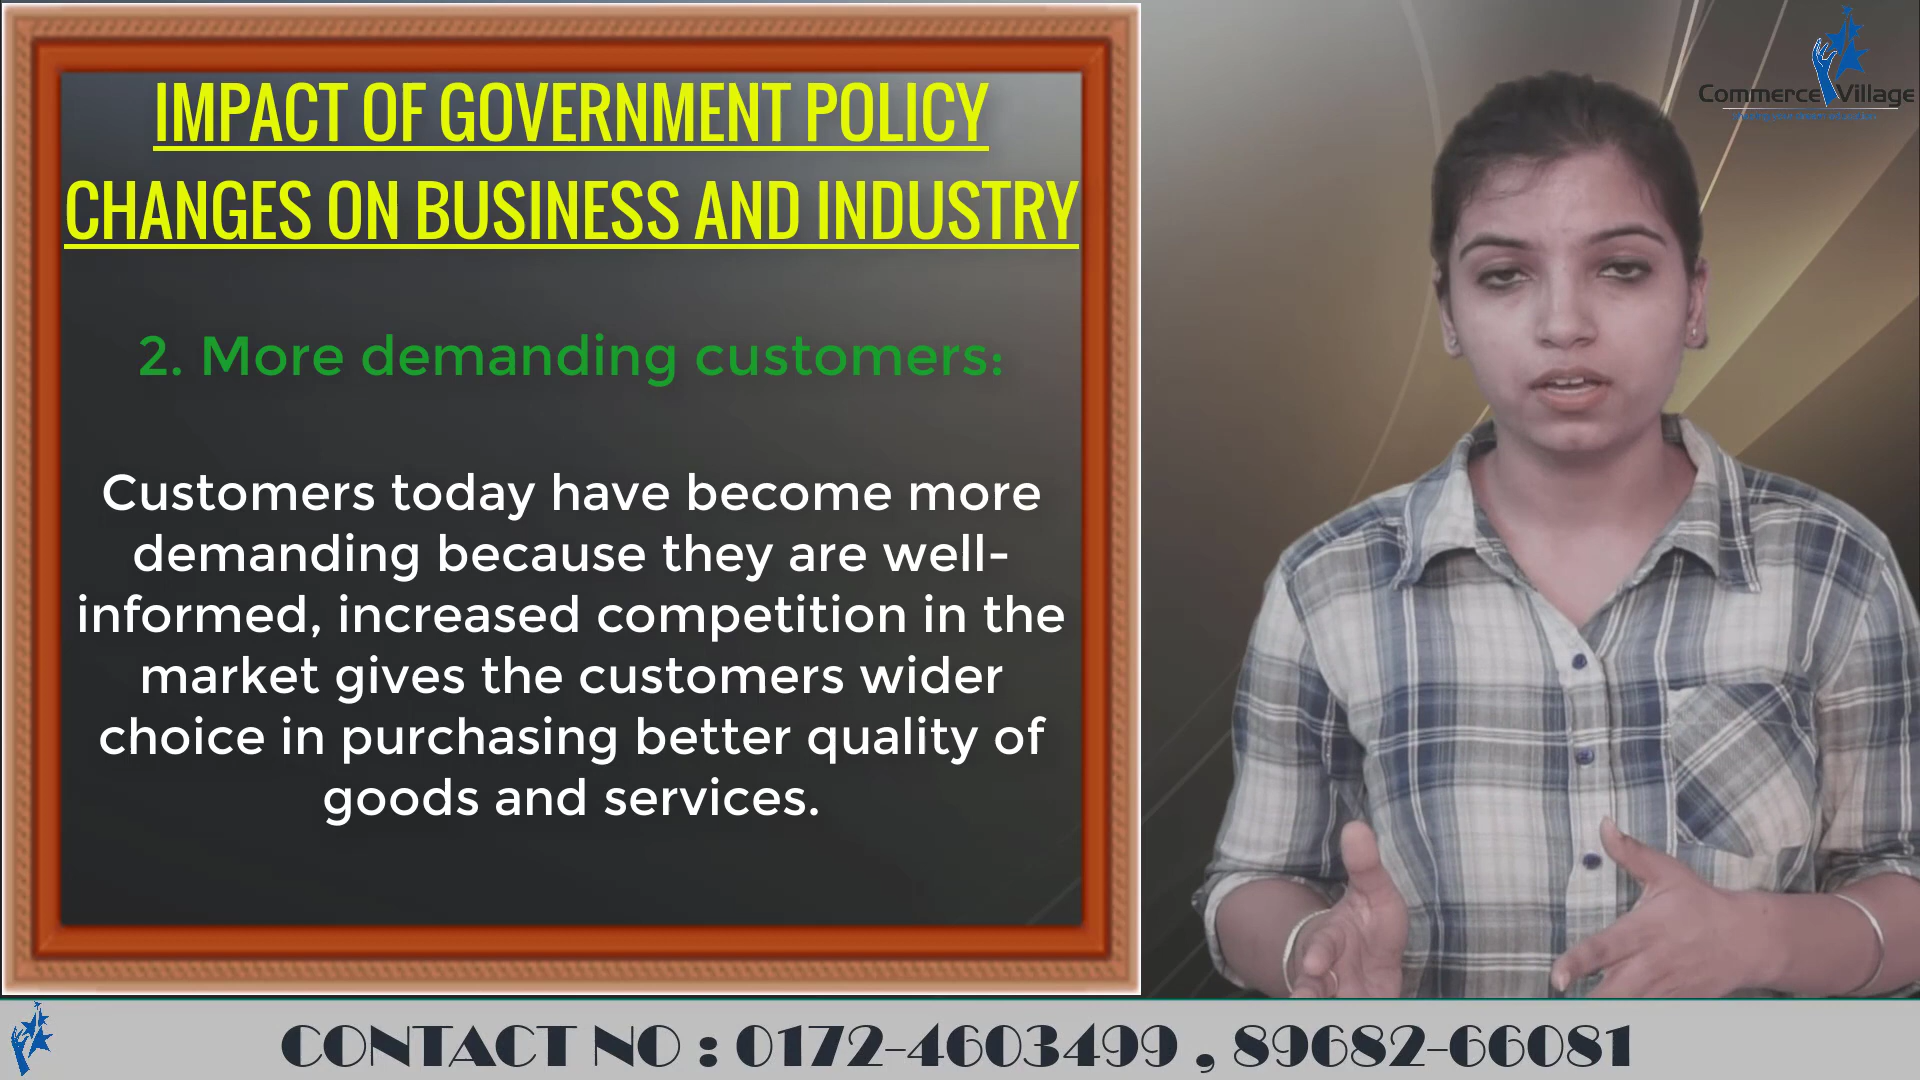 IMPACT OF GOVERNMENT POLICY
CHANGES ON BUSINESS AND INDUSTRY
2. More demanding customers:
Customers today have become more
demanding because they are well-
informed, increased competition in the
market gives the customers wider
choice in purchasing better quality of
goods and services.
Commerce Village
CONTACT NO : 0172-4603499 , 89682-66081